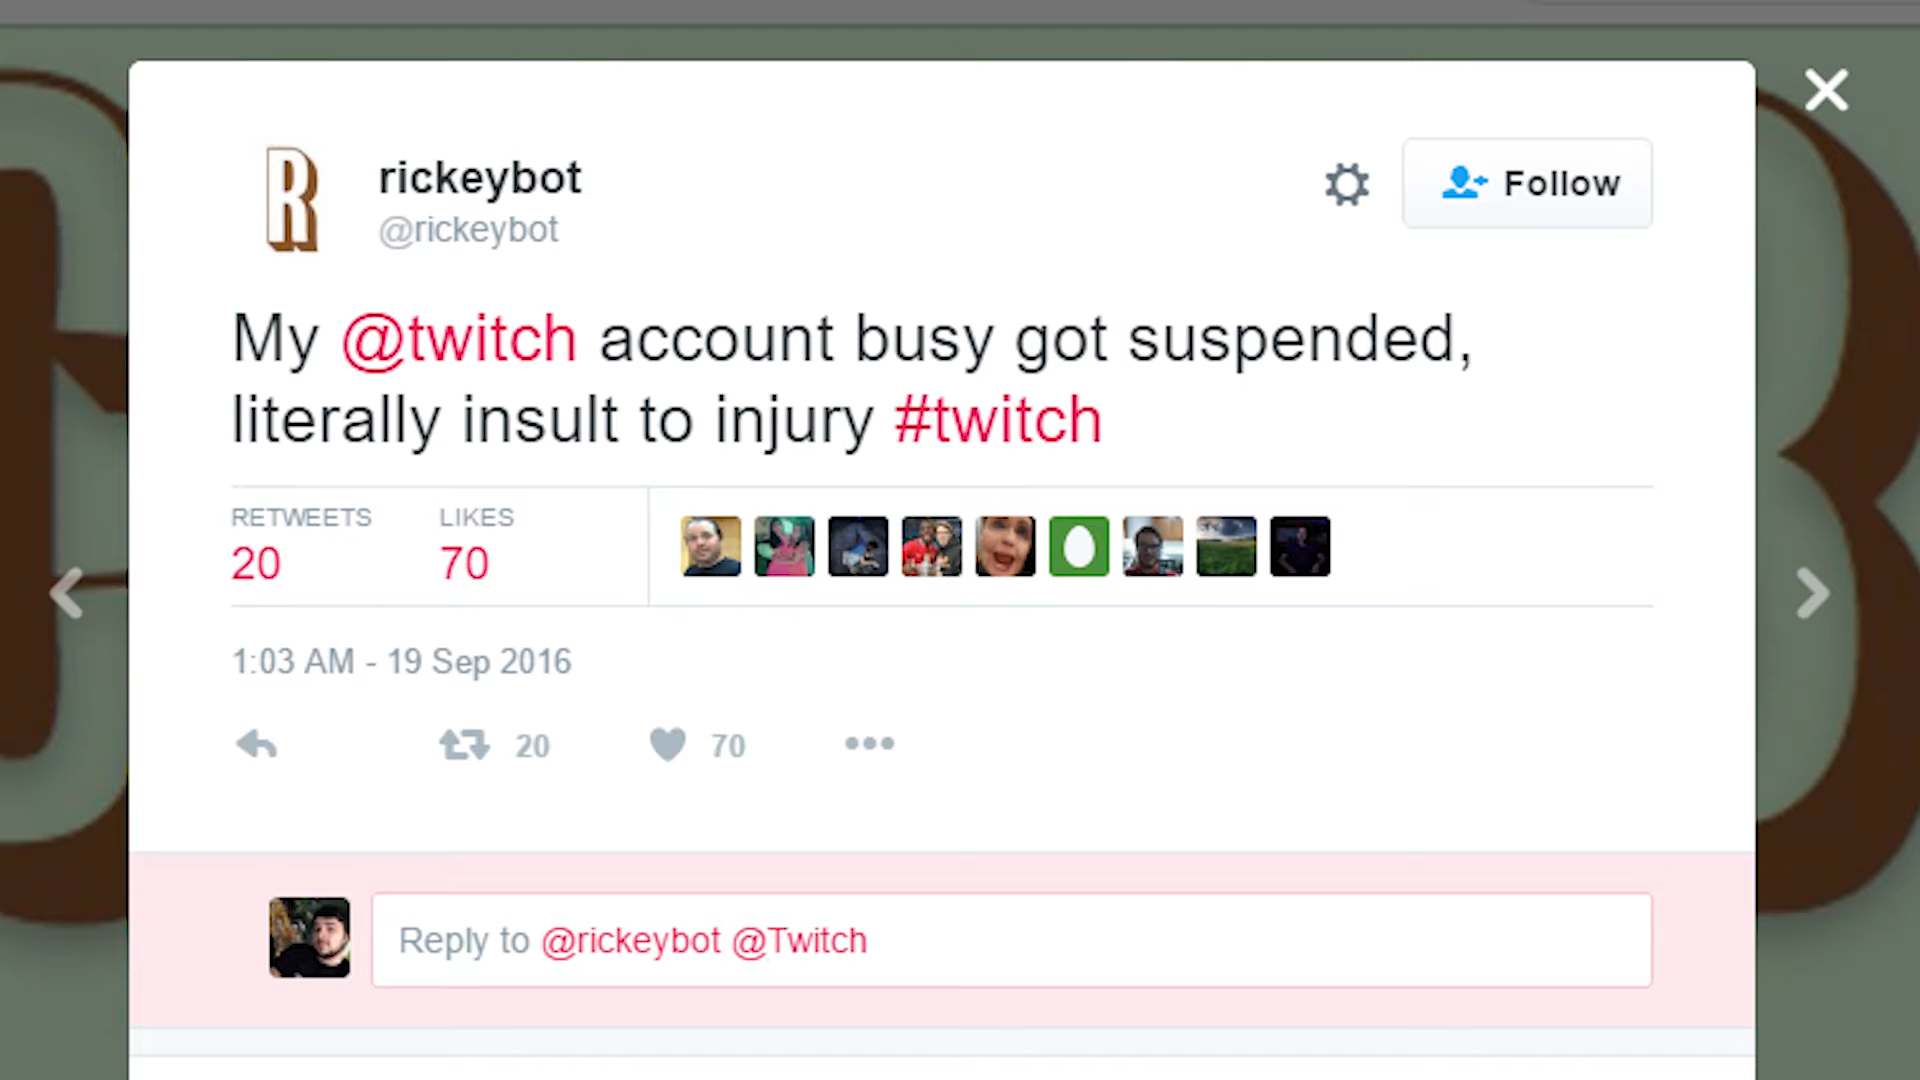 R
rickeybot
@rickeybot
Follow
My @twitch account busy got suspended,
literally insult to injury #twitch
RETWEETS LIKES
20 70
1:03 AM - 19 Sep 2016
20 70
Reply to @rickeybot @Twitch